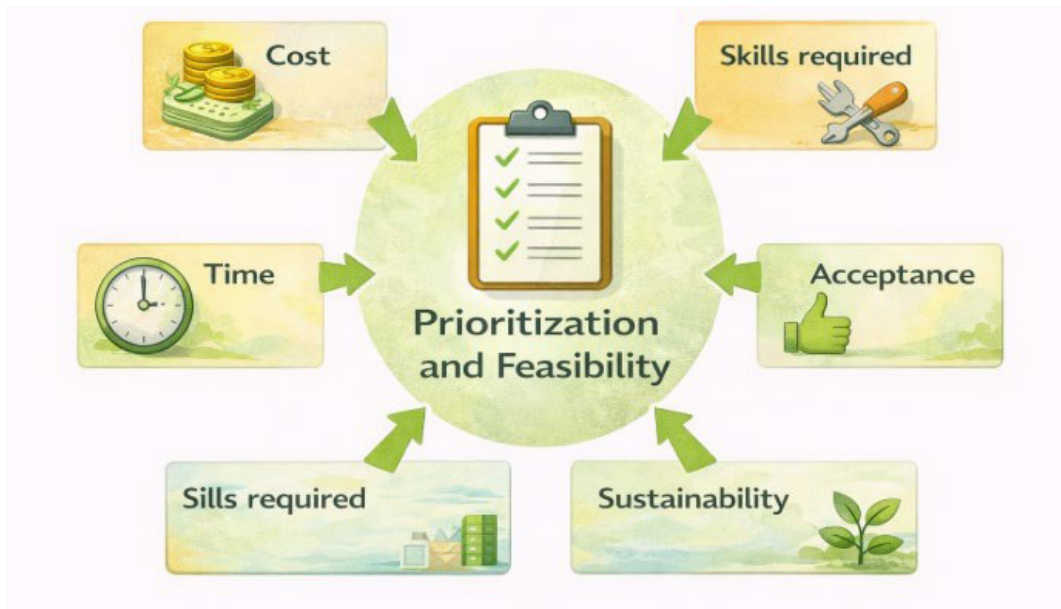 Cost
Skills required
Time
Acceptance
Prioritization
and Feasibility
Sills required
Sustainability